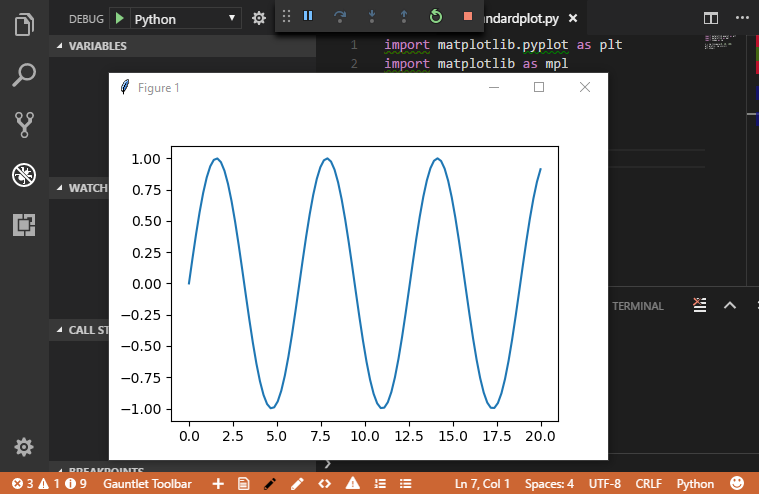 DEBUG Python ndardplot.py
VARIABLES
1 import matplotlib.pyplot as plt
2 import matplotlib as mpl
Figure 1
1.00
0.75
0.50
0.25
0.00
−0.25
−0.50
−0.75
−1.00
0.0 2.5 5.0 7.5 10.0 12.5 15.0 17.5 20.0
WATCH
CALL ST
TERMINAL
BREAKPOINTS
3 1 9 Gauntlet Toolbar Ln 7, Col 1 Spaces: 4 UTF-8 CRLF Python